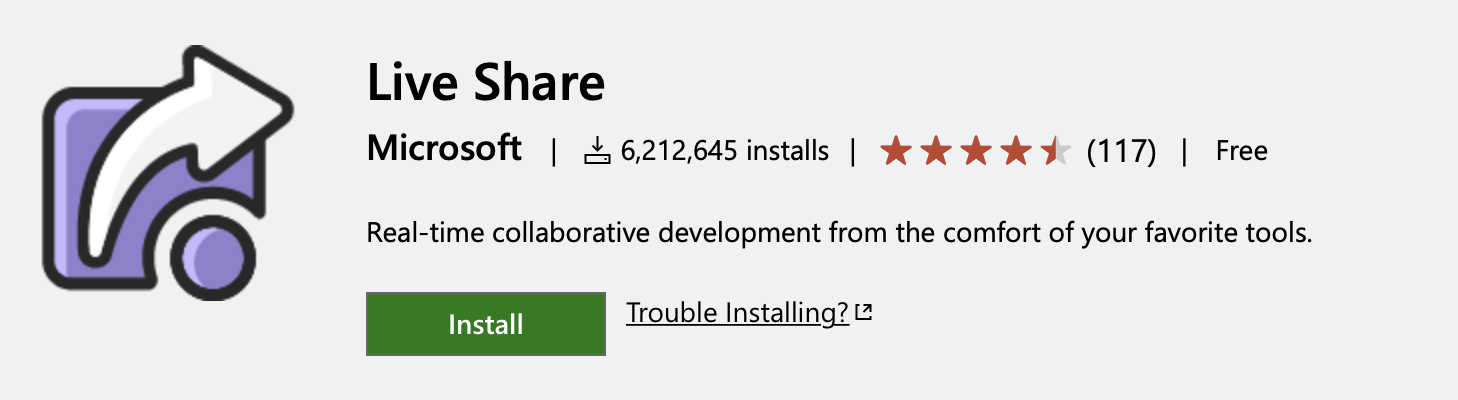 Live Share
Microsoft | 6,212,645 installs | (117) | Free
Real-time collaborative development from the comfort of your favorite tools.
Install Trouble Installing?